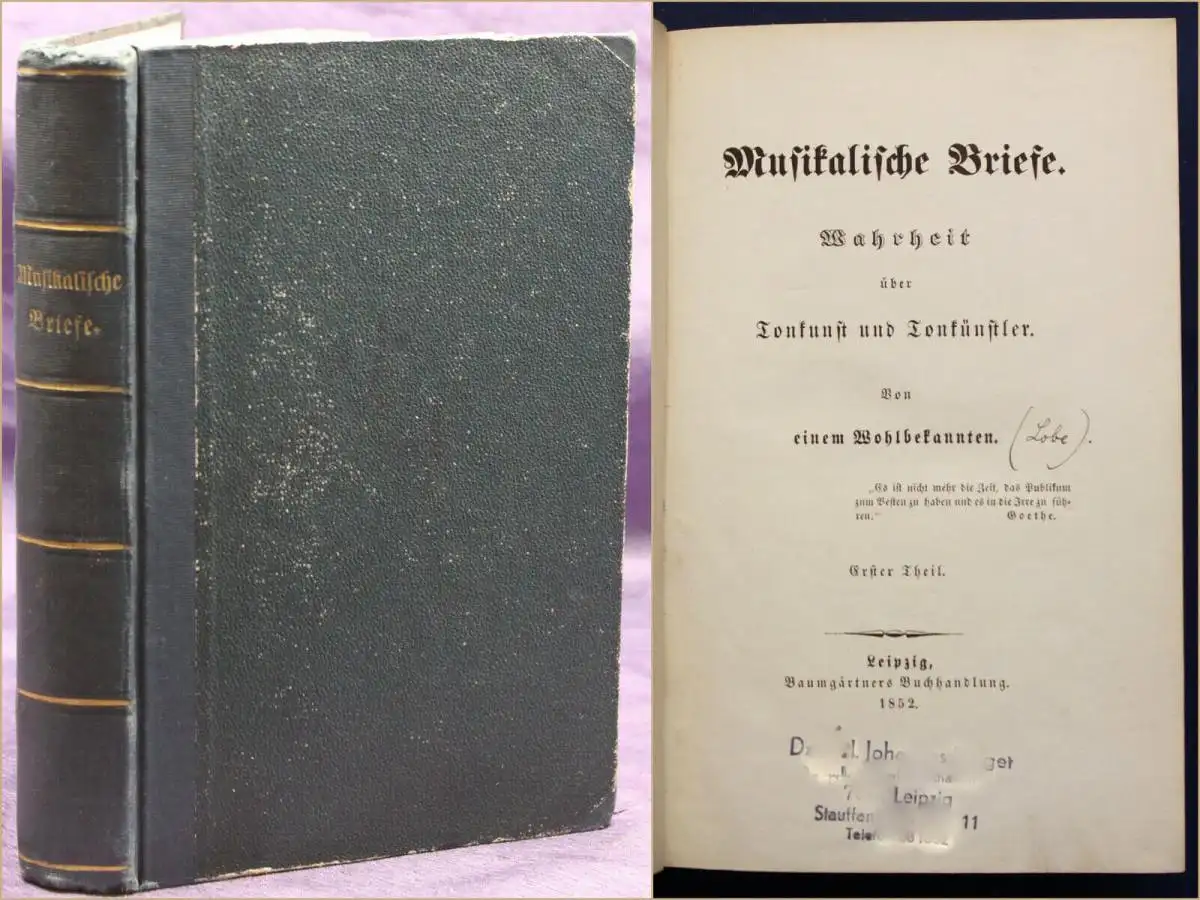 Musikalische
Briefe.
Musikalische Briefe.
Wahrheit
über
Tonkunst und Tonkünstler.
Von
einem Wohlbekannten. (Lobe).
„Es ist nicht mehr die Zeit, das Publikum
zum Besten zu haben und es in die Irre zu füh-
ren.“ Goethe.
Erster Theil.
Leipzig,
Baumgärtners Buchhandlung.
1852.
Leipzig
11